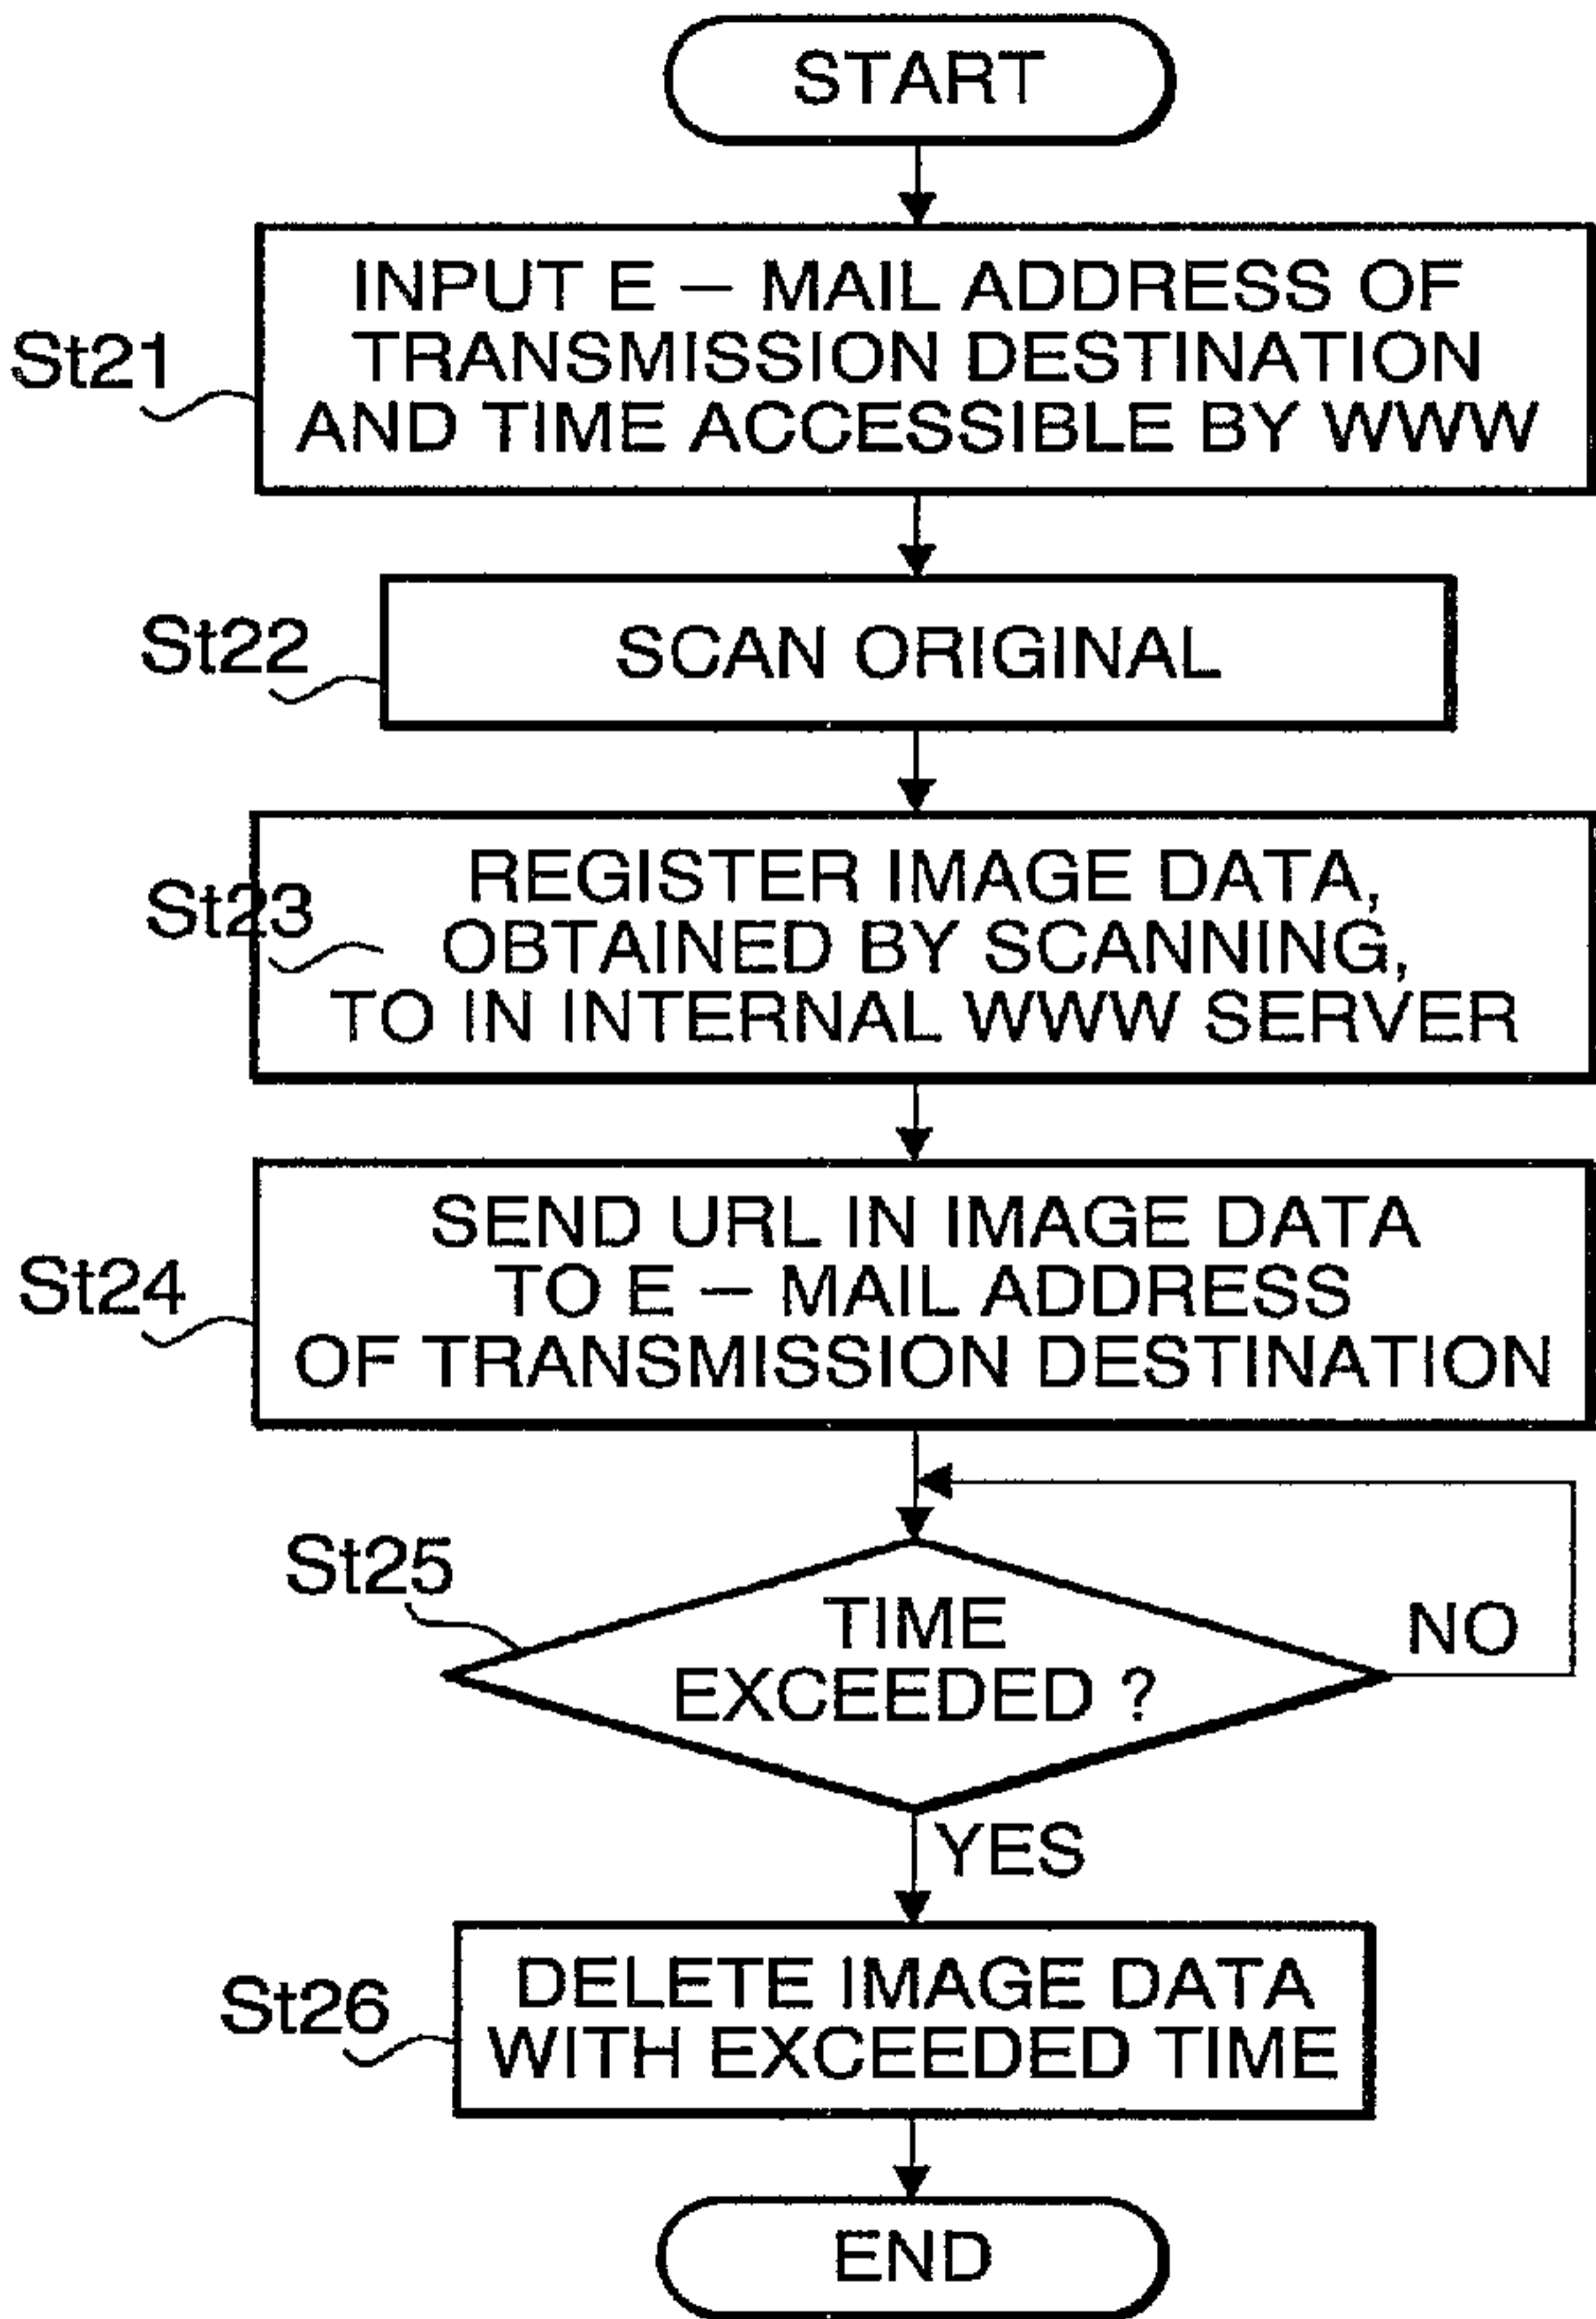 START
St21
INPUT E – MAIL ADDRESS OF
TRANSMISSION DESTINATION
AND TIME ACCESSIBLE BY WWW
St22
SCAN ORIGINAL
St23
REGISTER IMAGE DATA,
OBTAINED BY SCANNING,
TO IN INTERNAL WWW SERVER
St24
SEND URL IN IMAGE DATA
TO E – MAIL ADDRESS
OF TRANSMISSION DESTINATION
St25
TIME
EXCEEDED ?
NO
YES
St26
DELETE IMAGE DATA
WITH EXCEEDED TIME
END